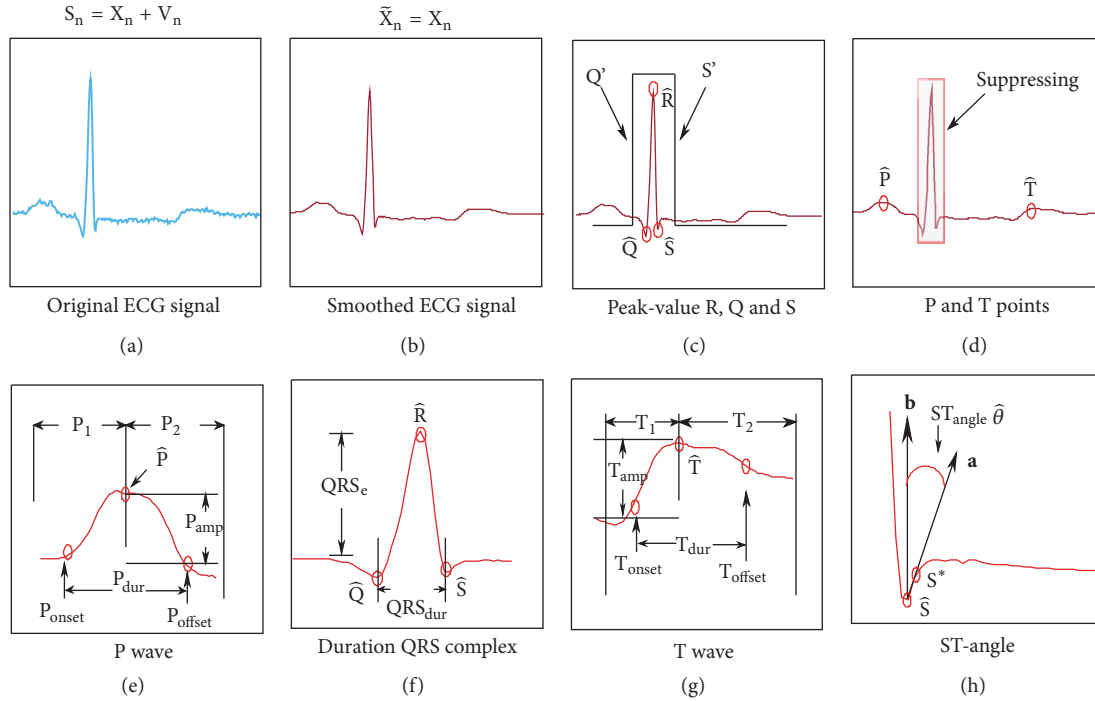 Sₙ = Xₙ + Vₙ
X̃ₙ = Xₙ
Original ECG signal
(a)
Smoothed ECG signal
(b)
Q’
S’
R̂
Q̂
Ŝ
Peak-value R, Q and S
(c)
Suppressing
P̂
T̂
P and T points
(d)
P₁
P₂
P̂
Pamp
Pdur
Ponset
Poffset
P wave
(e)
R̂
QRSe
Q̂
QRSdur
Ŝ
Duration QRS complex
(f)
T₁
T₂
Tamp
T̂
Tdur
Tonset
Toffset
T wave
(g)
b
STangle θ̂
a
S*
Ŝ
ST-angle
(h)